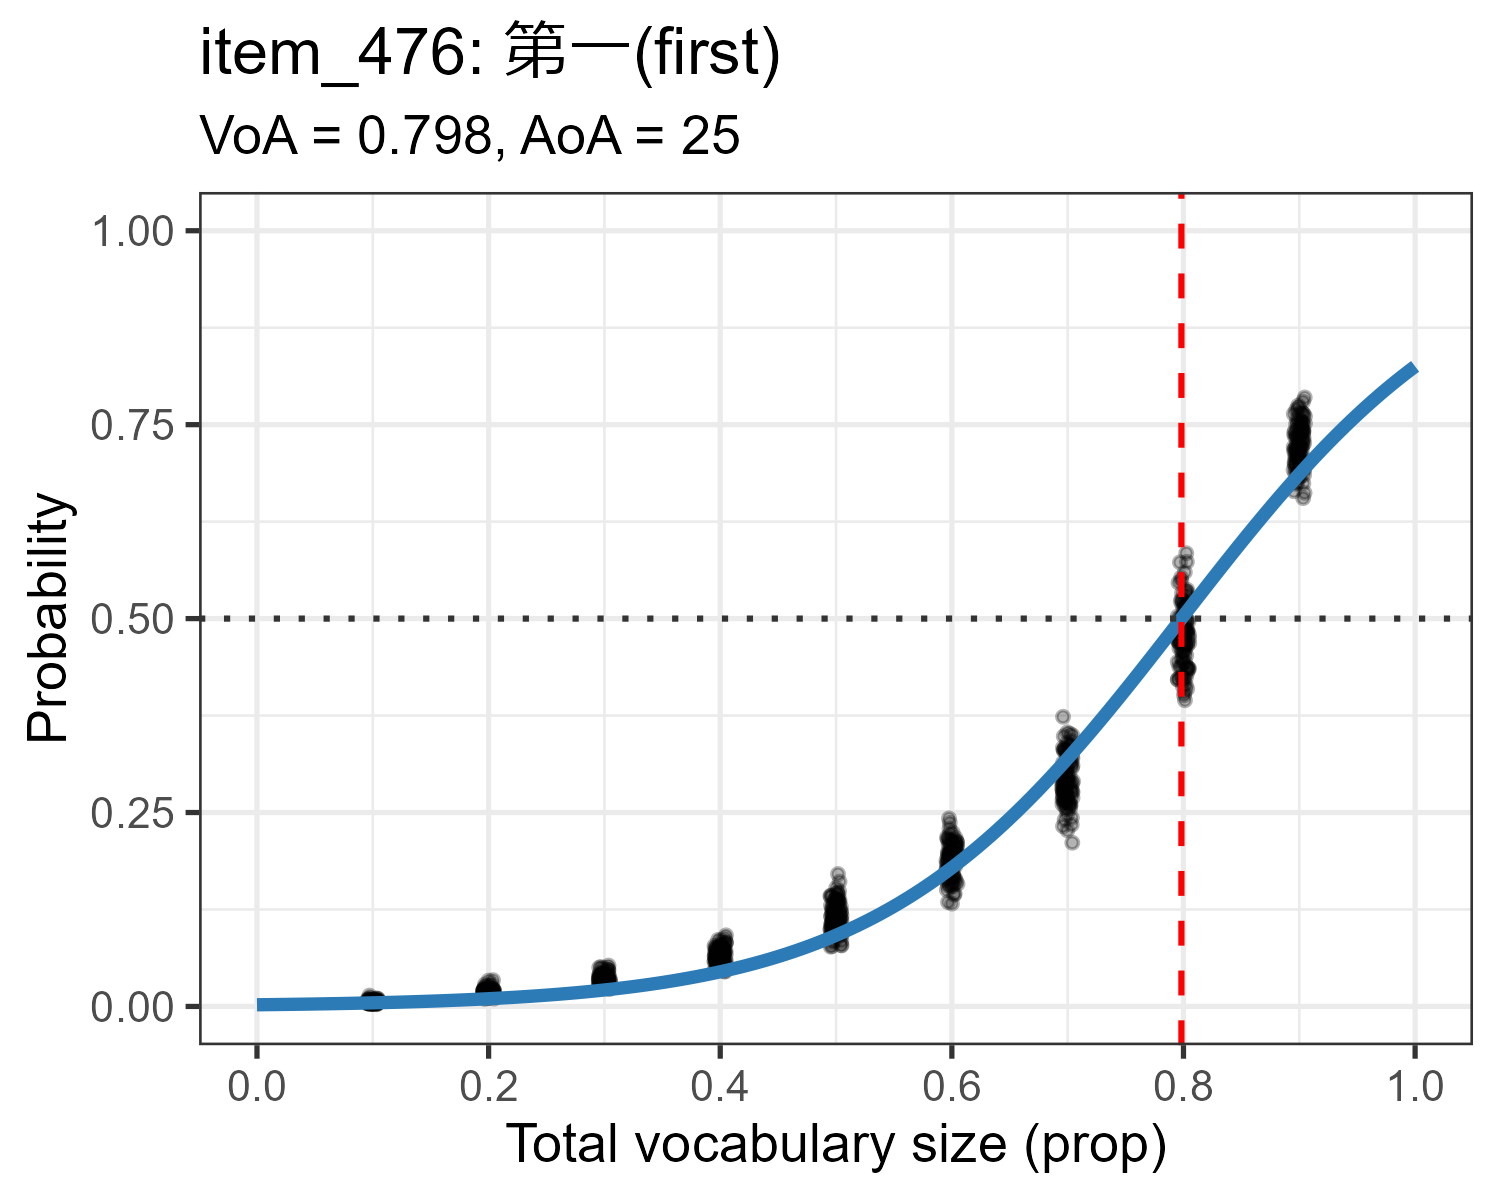 item_476: 第一(first)
VoA = 0.798, AoA = 25
1.00
0.75
0.50
0.25
0.00
Probability
0.0 0.2 0.4 0.6 0.8 1.0
Total vocabulary size (prop)